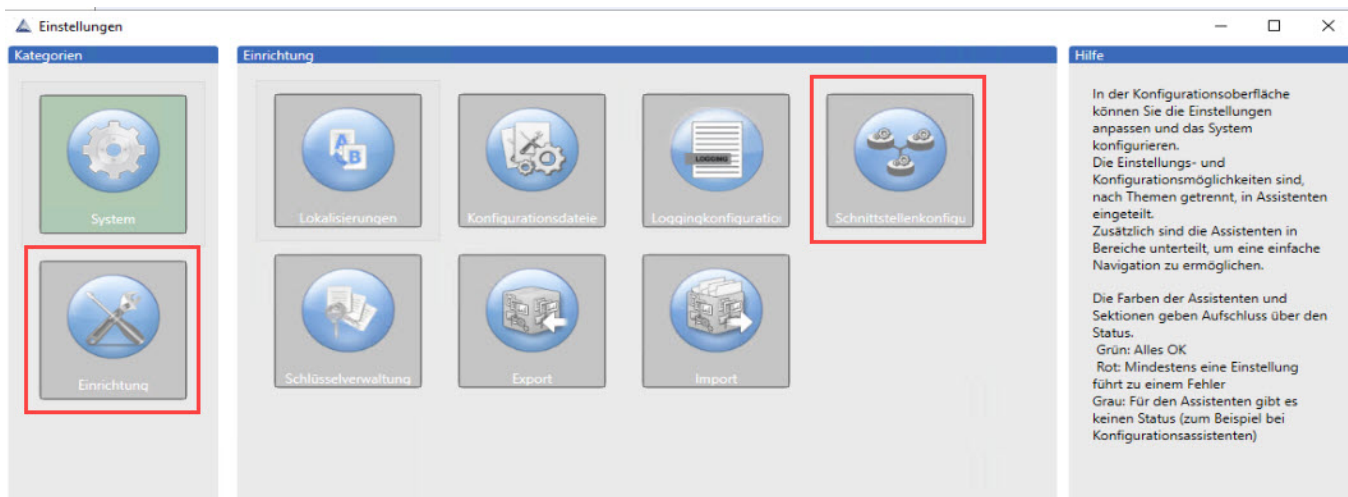 Einstellungen
Kategorien
System
Einrichtung
Einrichtung
Lokalisierungen
Konfigurationsdateie
LOGGING
Loggingkonfiguration
Schnittstellenkonfigu
Schlüsselverwaltung
Export
Import
Hilfe
In der Konfigurationsoberfläche
können Sie die Einstellungen
anpassen und das System
konfigurieren.
Die Einstellungs- und
Konfigurationsmöglichkeiten sind,
nach Themen getrennt, in Assistenten
eingeteilt.
Zusätzlich sind die Assistenten in
Bereiche unterteilt, um eine einfache
Navigation zu ermöglichen.
Die Farben der Assistenten und
Sektionen geben Aufschluss über den
Status.
Grün: Alles OK
Rot: Mindestens eine Einstellung
führt zu einem Fehler
Grau: Für den Assistenten gibt es
keinen Status (zum Beispiel bei
Konfigurationsassistenten)